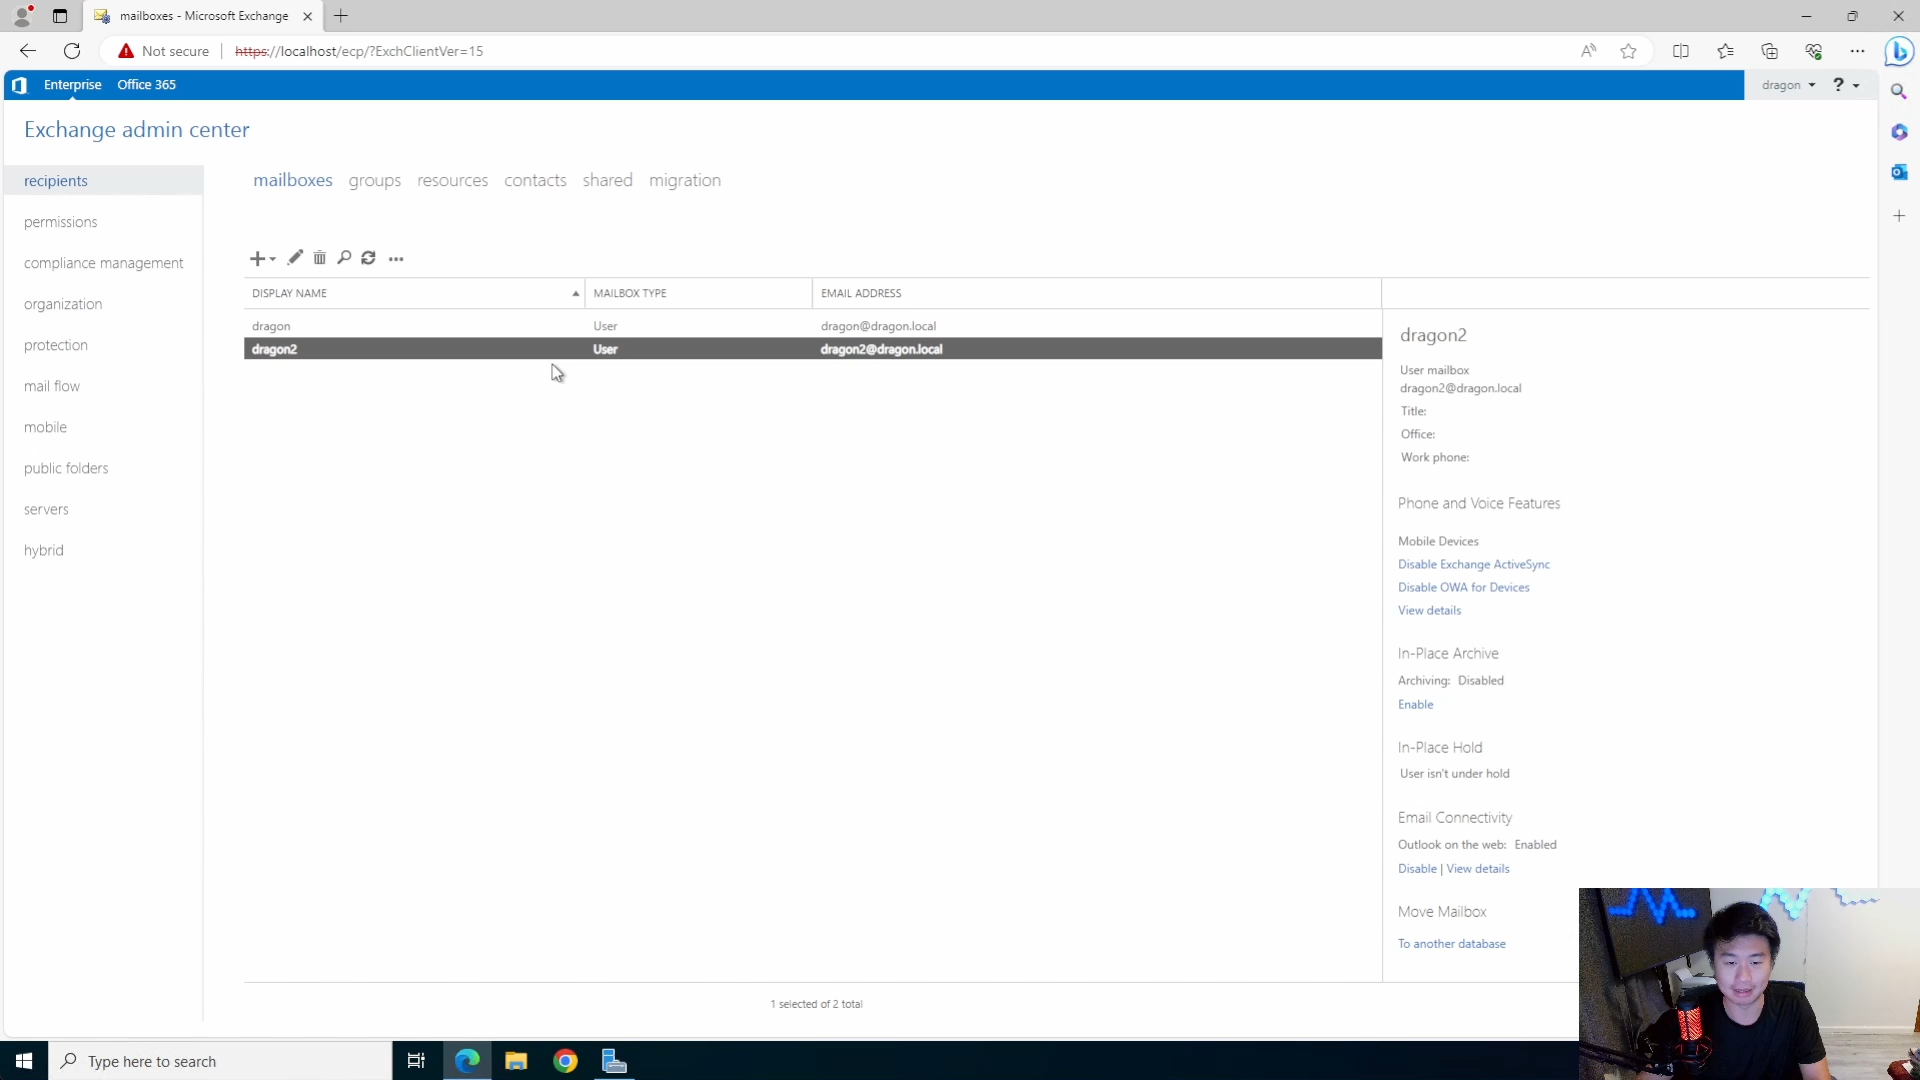 mailboxes - Microsoft Exchange
Not secure
https://localhost/ecp/?ExchClientVer=15
Enterprise
Office 365
dragon
?
Exchange admin center
recipients
permissions
compliance management
organization
protection
mail flow
mobile
public folders
servers
hybrid
mailboxes
groups
resources
contacts
shared
migration
DISPLAY NAME
MAILBOX TYPE
EMAIL ADDRESS
dragon
User
dragon@dragon.local
dragon2
User
dragon2@dragon.local
dragon2
User mailbox
dragon2@dragon.local
Title:
Office:
Work phone:
Phone and Voice Features
Mobile Devices
Disable Exchange ActiveSync
Disable OWA for Devices
View details
In-Place Archive
Archiving: Disabled
Enable
In-Place Hold
User isn't under hold
Email Connectivity
Outlook on the web: Enabled
Disable | View details
Move Mailbox
To another database
1 selected of 2 total
Type here to search